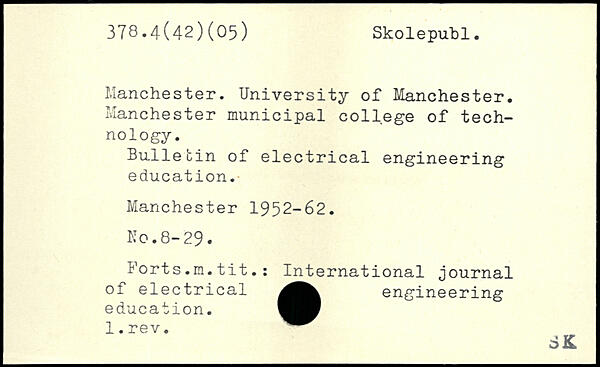 378.4(42)(05) Skolepubl.
Manchester. University of Manchester.
Manchester municipal college of tech-
nology.
Bulletin of electrical engineering
education.
Manchester 1952-62.
No.8-29.
Forts.m.tit.: International journal
of electrical engineering
education.
1.rev.
SK